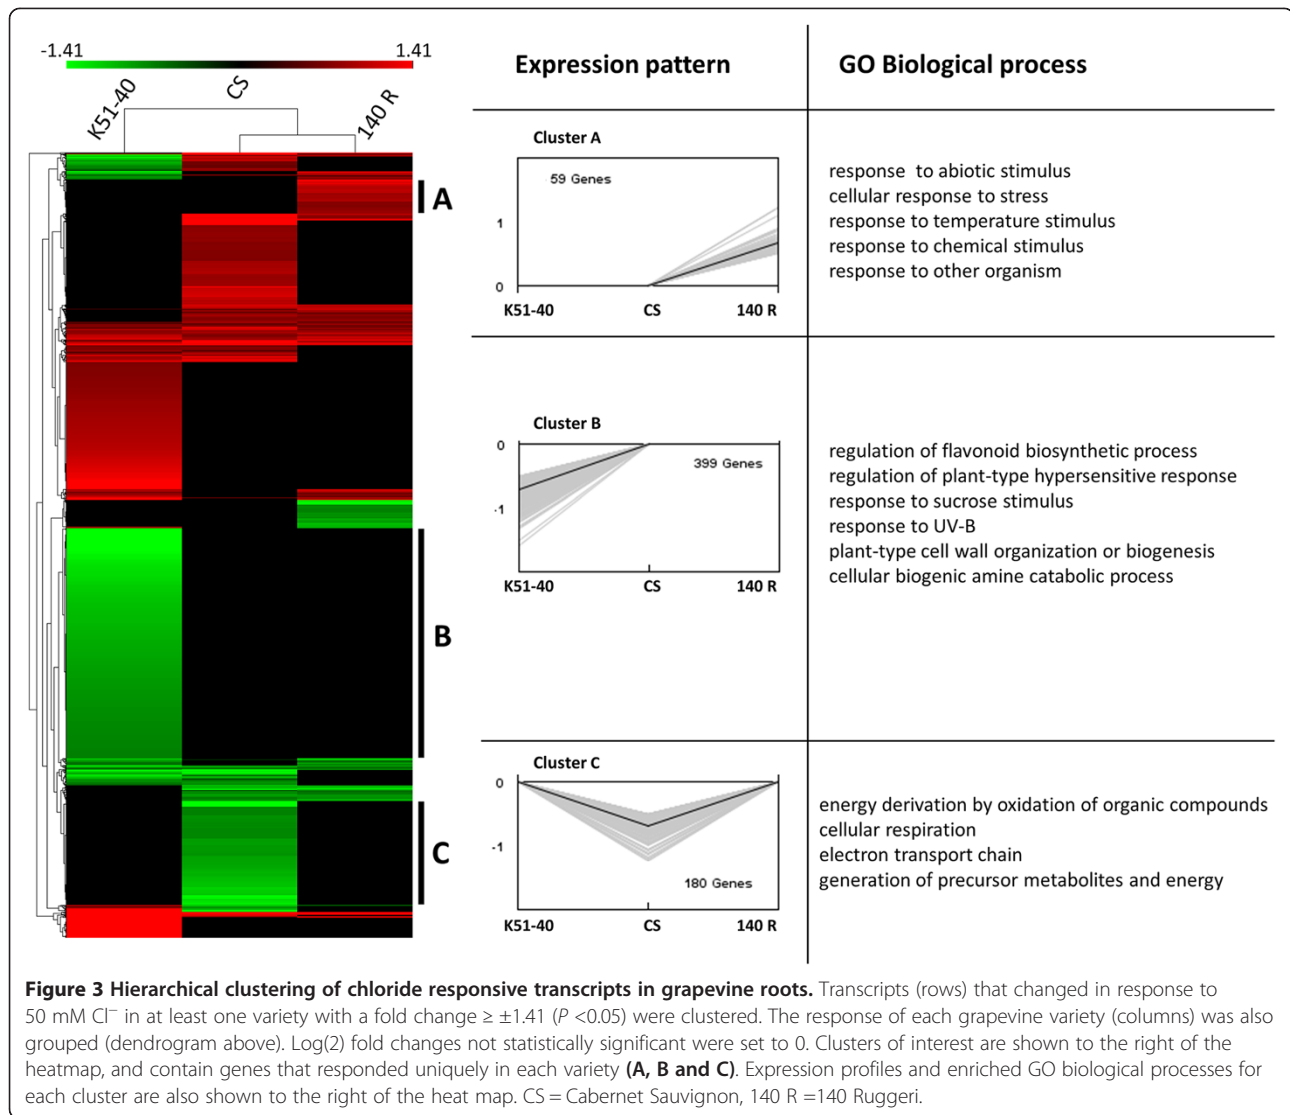 -1.41
1.41
K51-40
CS
140 R
A
B
C
Expression pattern
GO Biological process
Cluster A
59 Genes
1
0
K51-40
CS
140 R
response to abiotic stimulus
cellular response to stress
response to temperature stimulus
response to chemical stimulus
response to other organism
Cluster B
0
399 Genes
-1
K51-40
CS
140 R
regulation of flavonoid biosynthetic process
regulation of plant-type hypersensitive response
response to sucrose stimulus
response to UV-B
plant-type cell wall organization or biogenesis
cellular biogenic amine catabolic process
Cluster C
0
-1
180 Genes
K51-40
CS
140 R
energy derivation by oxidation of organic compounds
cellular respiration
electron transport chain
generation of precursor metabolites and energy
Figure 3 Hierarchical clustering of chloride responsive transcripts in grapevine roots. Transcripts (rows) that changed in response to
50 mM Cl⁻ in at least one variety with a fold change ≥ ±1.41 (P <0.05) were clustered. The response of each grapevine variety (columns) was also
grouped (dendrogram above). Log(2) fold changes not statistically significant were set to 0. Clusters of interest are shown to the right of the
heatmap, and contain genes that responded uniquely in each variety (A, B and C). Expression profiles and enriched GO biological processes for
each cluster are also shown to the right of the heat map. CS = Cabernet Sauvignon, 140 R =140 Ruggeri.